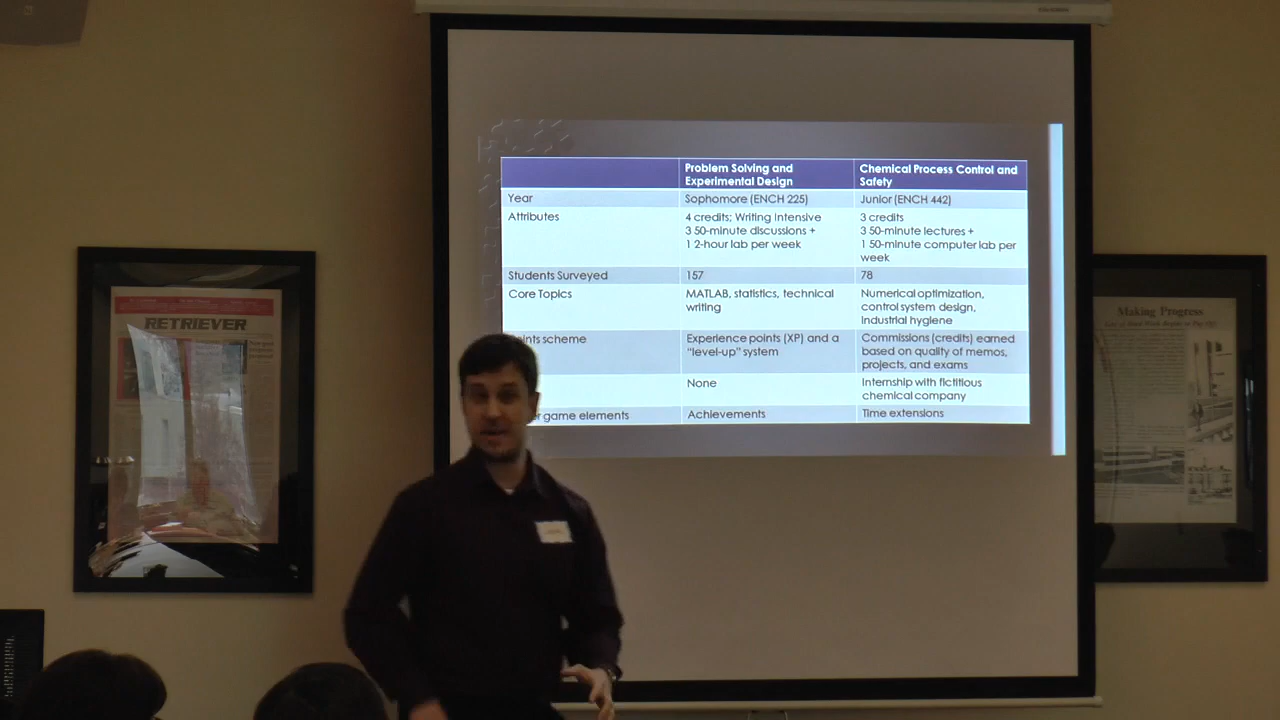 Problem Solving and
Experimental Design
Chemical Process Control and
Safety
Year
Sophomore (ENCH 225)
Junior (ENCH 442)
Attributes
4 credits; Writing Intensive
3 50-minute discussions +
1 2-hour lab per week
3 credits
3 50-minute lectures +
1 50-minute computer lab per
week
Students Surveyed
157
78
Core Topics
MATLAB, statistics, technical
writing
Numerical optimization,
control system design,
Industrial hygiene
scheme
Experience points (XP) and a
"level-up" system
Commissions (credits) earned
based on quality of memos,
projects, and exams
None
Internship with fictitious
chemical company
game elements
Achievements
Time extensions
RETRIEVER
Making Progress